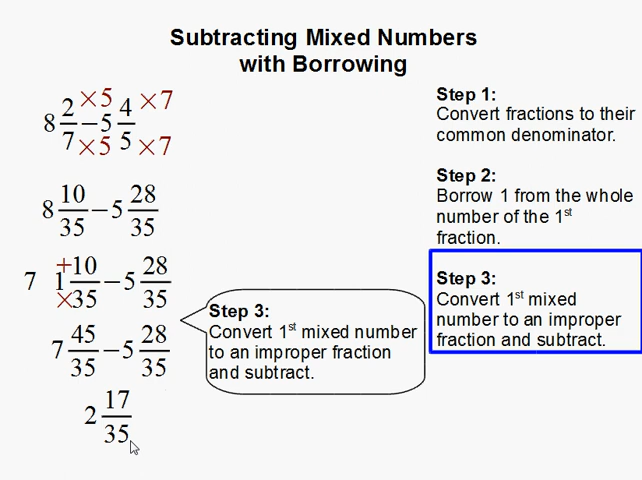 Subtracting Mixed Numbers
with Borrowing
8 2/7 ×5 ×5 − 5 4/5 ×7 ×7
8 10/35 − 5 28/35
7 1 + × 10/35 − 5 28/35
7 45/35 − 5 28/35
2 17/35
Step 3:
Convert 1st mixed number
to an improper fraction
and subtract.
Step 1:
Convert fractions to their
common denominator.
Step 2:
Borrow 1 from the whole
number of the 1st
fraction.
Step 3:
Convert 1st mixed
number to an improper
fraction and subtract.